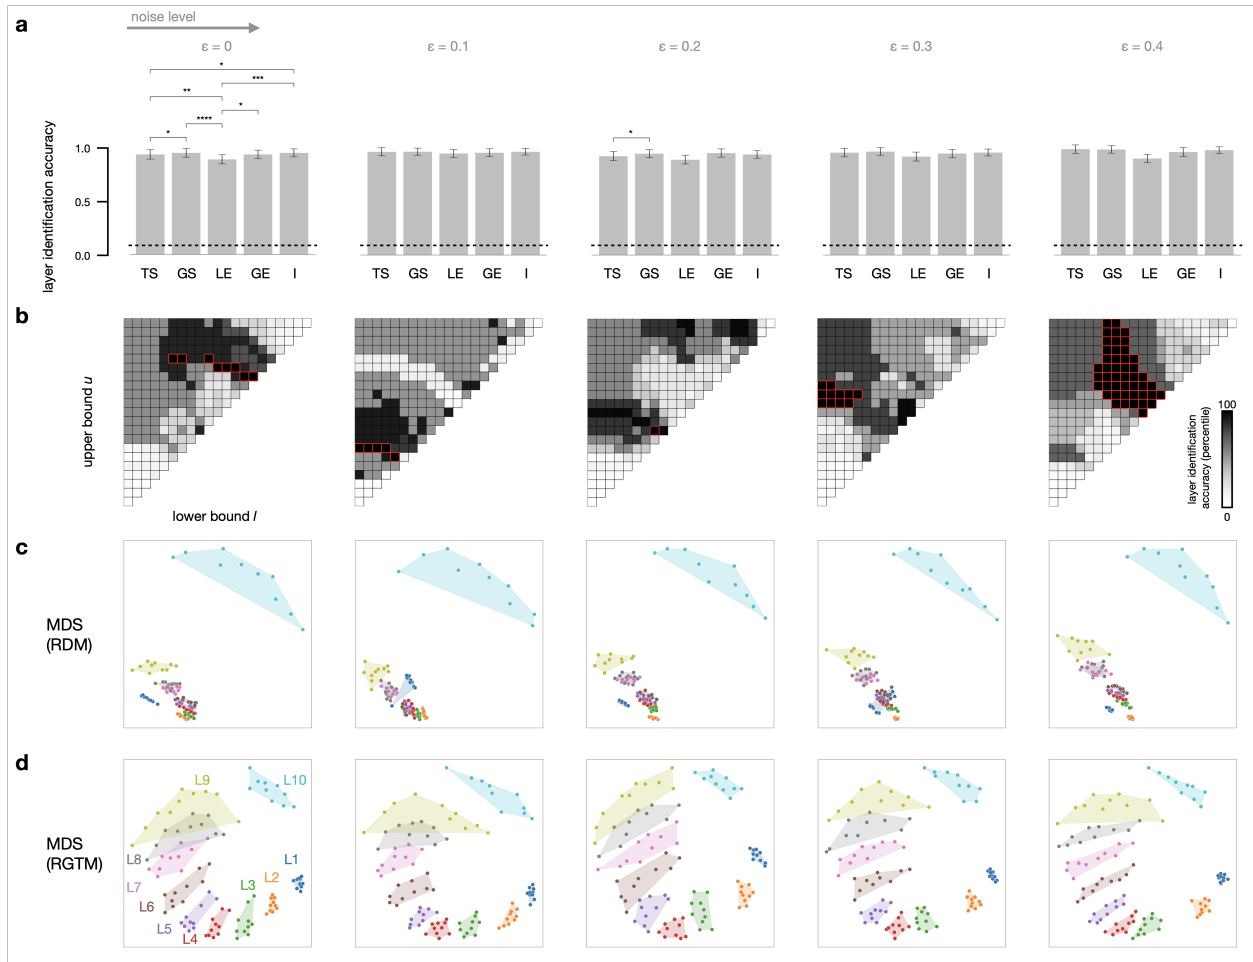 a
noise level
ε = 0
ε = 0.1
ε = 0.2
ε = 0.3
ε = 0.4
*
***
**
*
****
*
*
layer identification accuracy
1.0
0.5
0.0
TS GS LE GE I
TS GS LE GE I
TS GS LE GE I
TS GS LE GE I
TS GS LE GE I
b
upper bound u
lower bound l
layer identification
accuracy (percentile)
100
0
c
MDS
(RDM)
d
MDS
(RGTM)
L9
L10
L8
L1
L7
L3
L2
L6
L5
L4